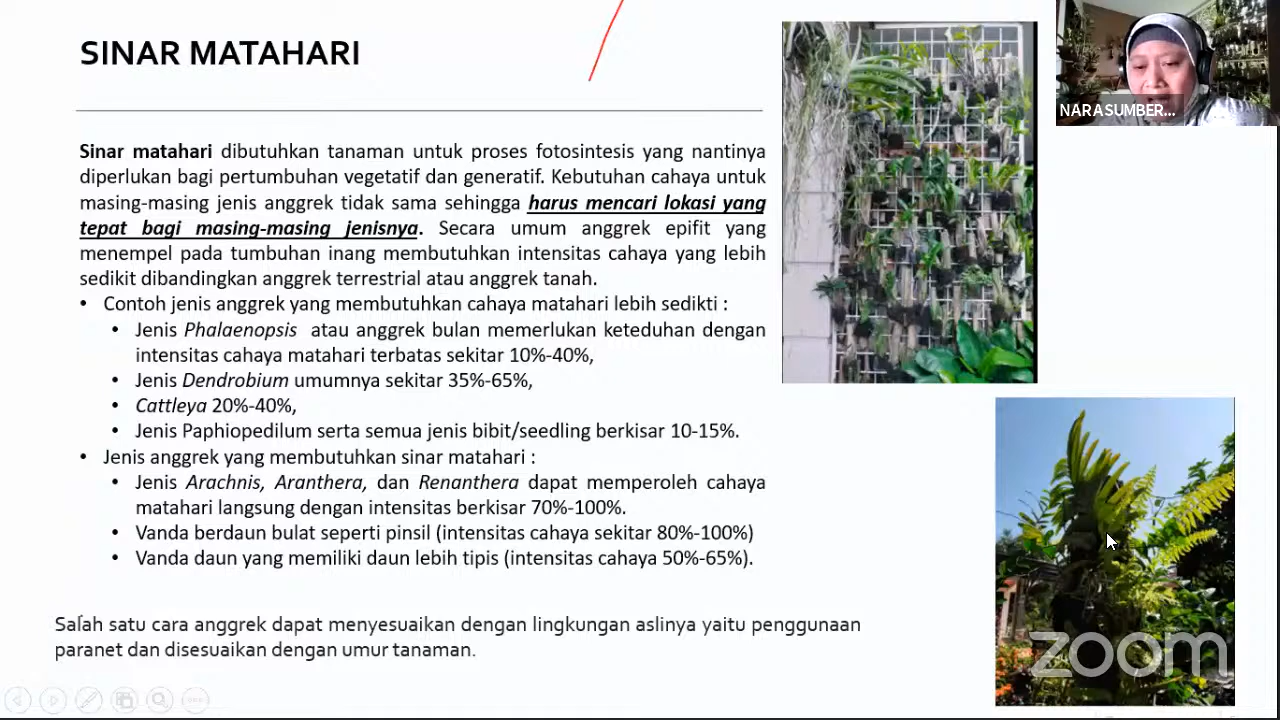 SINAR MATAHARI
NARASUMBER...
Sinar matahari dibutuhkan tanaman untuk proses fotosintesis yang nantinya
diperlukan bagi pertumbuhan vegetatif dan generatif. Kebutuhan cahaya untuk
masing-masing jenis anggrek tidak sama sehingga harus mencari lokasi yang
tepat bagi masing-masing jenisnya. Secara umum anggrek epifit yang
menempel pada tumbuhan inang membutuhkan intensitas cahaya yang lebih
sedikit dibandingkan anggrek terrestrial atau anggrek tanah.
• Contoh jenis anggrek yang membutuhkan cahaya matahari lebih sedikti :
• Jenis Phalaenopsis atau anggrek bulan memerlukan keteduhan dengan
intensitas cahaya matahari terbatas sekitar 10%-40%,
• Jenis Dendrobium umumnya sekitar 35%-65%,
• Cattleya 20%-40%,
• Jenis Paphiopedilum serta semua jenis bibit/seedling berkisar 10-15%.
• Jenis anggrek yang membutuhkan sinar matahari :
• Jenis Arachnis, Aranthera, dan Renanthera dapat memperoleh cahaya
matahari langsung dengan intensitas berkisar 70%-100%.
• Vanda berdaun bulat seperti pinsil (intensitas cahaya sekitar 80%-100%)
• Vanda daun yang memiliki daun lebih tipis (intensitas cahaya 50%-65%).
Salah satu cara anggrek dapat menyesuaikan dengan lingkungan aslinya yaitu penggunaan
paranet dan disesuaikan dengan umur tanaman.
zoom